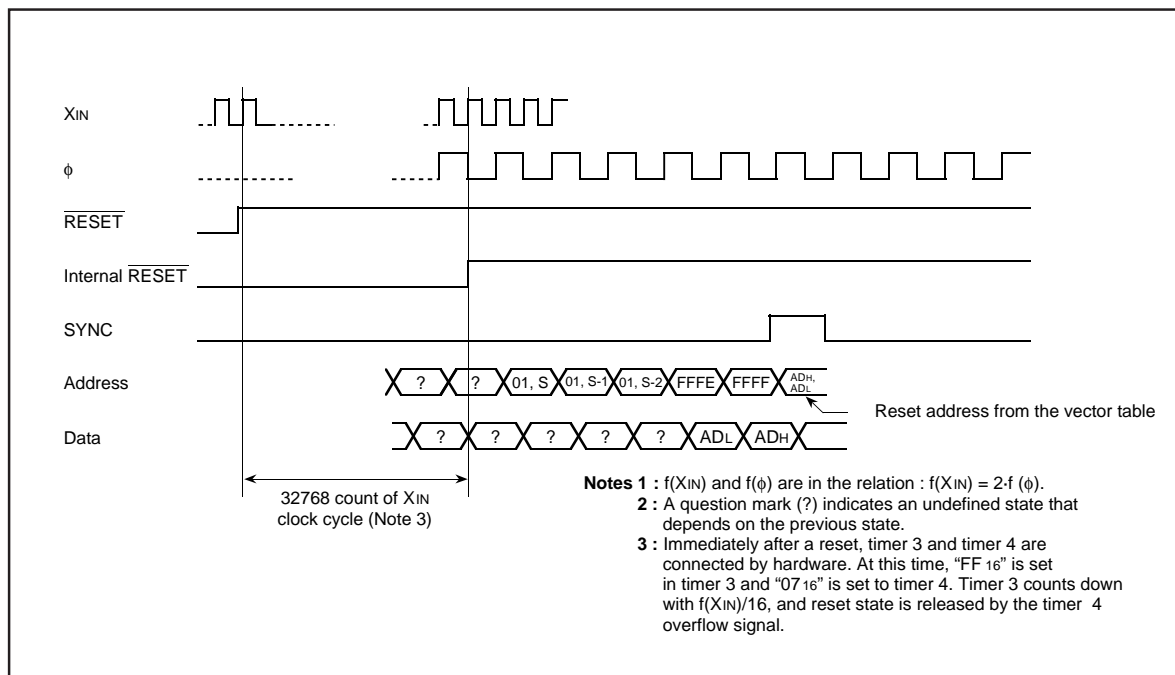 XIN
ϕ
RESET
Internal RESET
SYNC
Address
? ? 01, S 01, S-1 01, S-2 FFFE FFFF ADH, ADL
Reset address from the vector table
Data
? ? ? ? ? ADL ADH
32768 count of XIN
clock cycle (Note 3)
Notes 1 : f(XIN) and f(ϕ) are in the relation : f(XIN) = 2·f (ϕ).
2 : A question mark (?) indicates an undefined state that
depends on the previous state.
3 : Immediately after a reset, timer 3 and timer 4 are
connected by hardware. At this time, “FF 16” is set
in timer 3 and “07 16” is set to timer 4. Timer 3 counts down
with f(XIN)/16, and reset state is released by the timer 4
overflow signal.